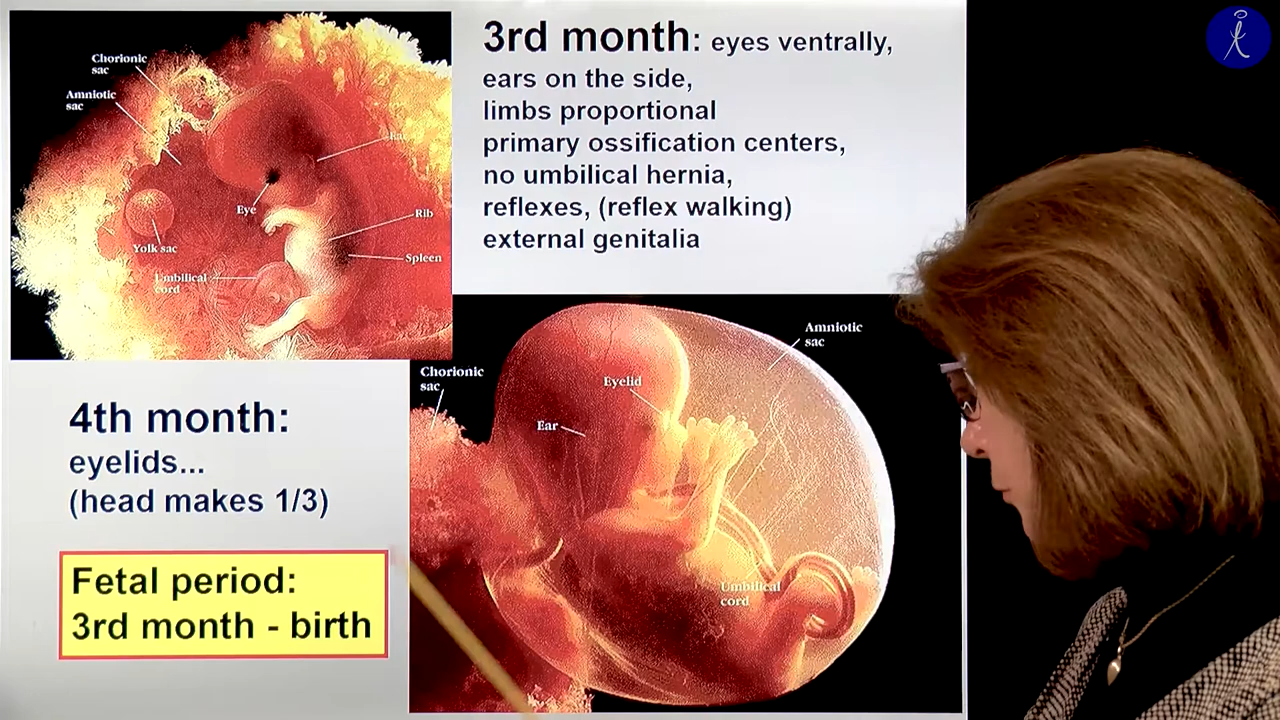 Chorionic
sac
Amniotic
sac
Ear
Eye
Rib
Yolk sac
Spleen
Umbilical
cord
3rd month: eyes ventrally,
ears on the side,
limbs proportional
primary ossification centers,
no umbilical hernia,
reflexes, (reflex walking)
external genitalia
4th month:
eyelids...
(head makes 1/3)
Fetal period:
3rd month - birth
Amniotic
sac
Chorionic
sac
Eyelid
Ear
Umbilical
cord